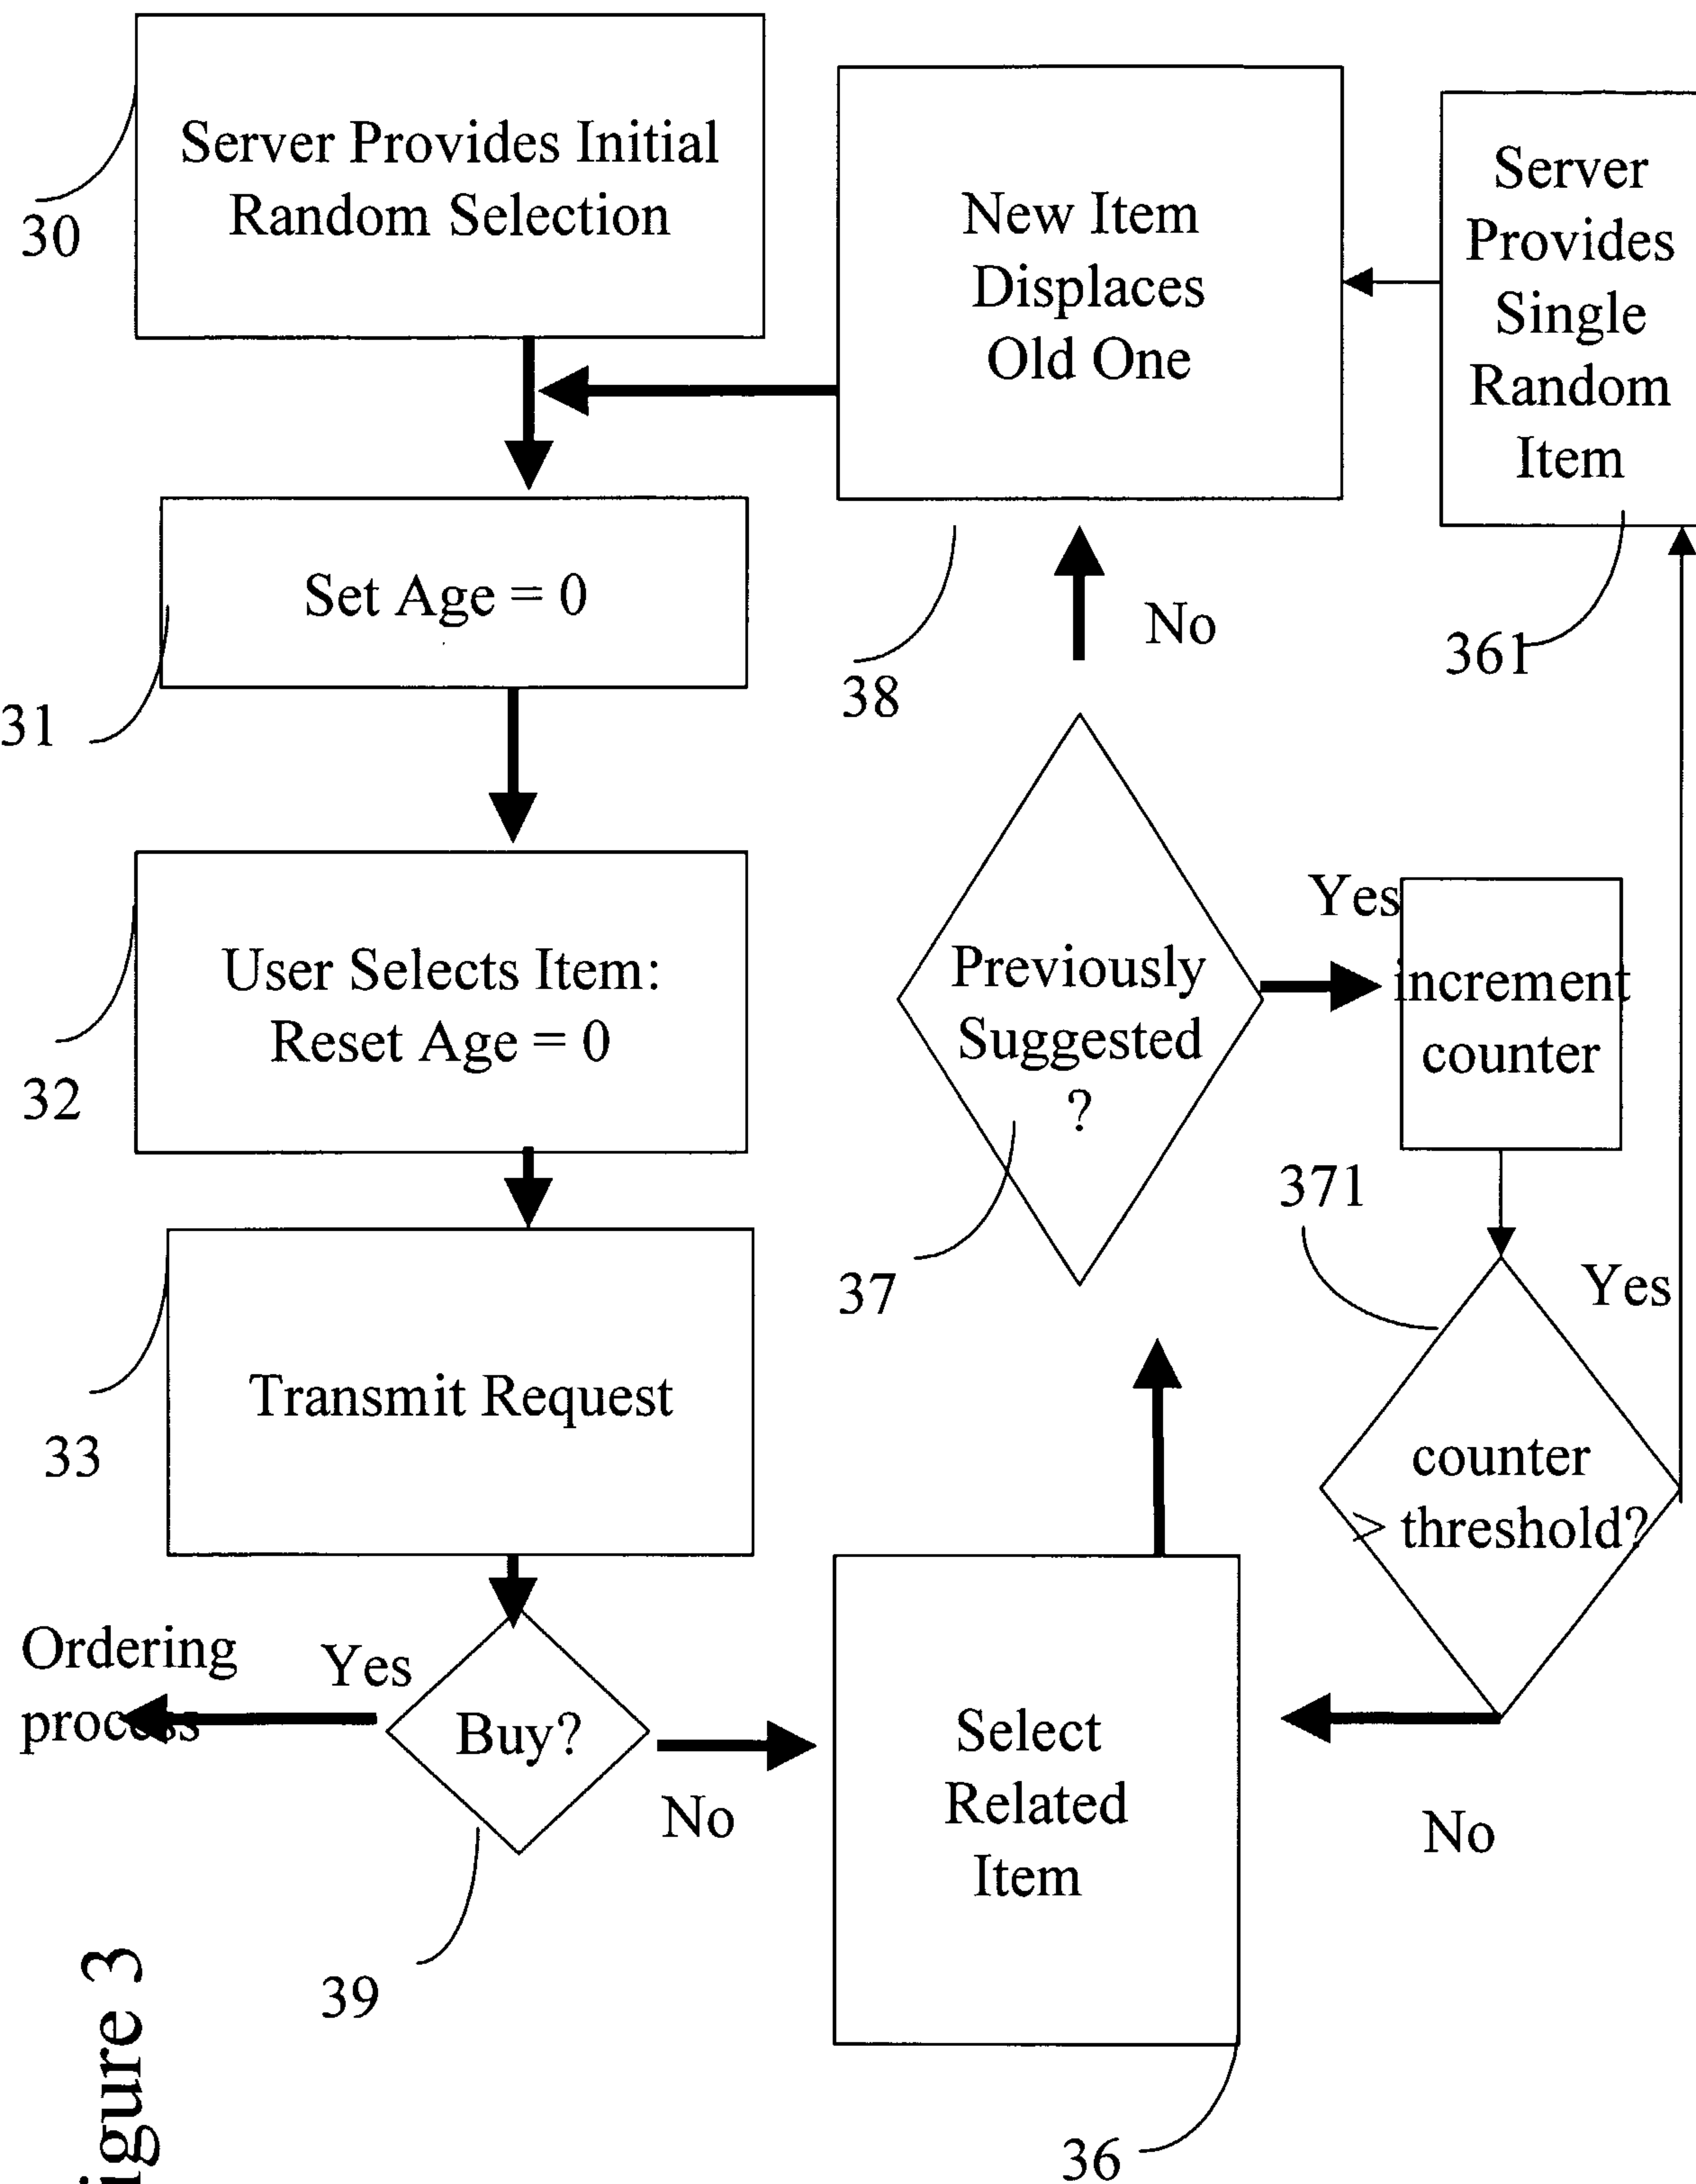 Server Provides Initial
Random Selection
30
New Item
Displaces
Old One
Server
Provides
Single
Random
Item
Set Age = 0
31
38
No
361
User Selects Item:
Reset Age = 0
32
Previously
Suggested
?
37
Yes
increment
counter
371
Transmit Request
33
Yes
counter
> threshold?
Ordering
process
Yes
Buy?
No
39
Select
Related
Item
No
36
igure 3